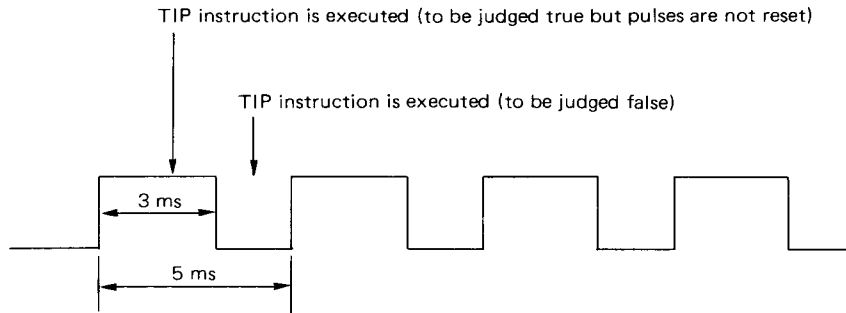 TIP instruction is executed (to be judged true but pulses are not reset)
TIP instruction is executed (to be judged false)
3 ms
5 ms